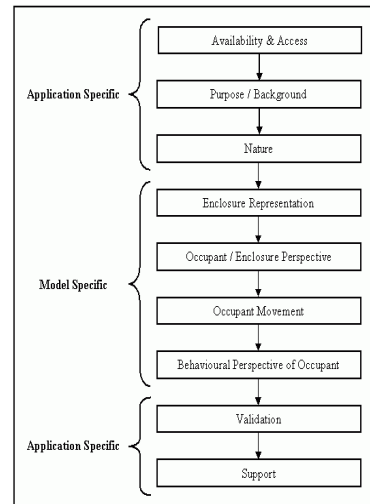 Availability & Access
Purpose / Background
Application Specific
Nature
Enclosure Representation
Occupant / Enclosure Perspective
Model Specific
Occupant Movement
Behavioural Perspective of Occupant
Validation
Application Specific
Support